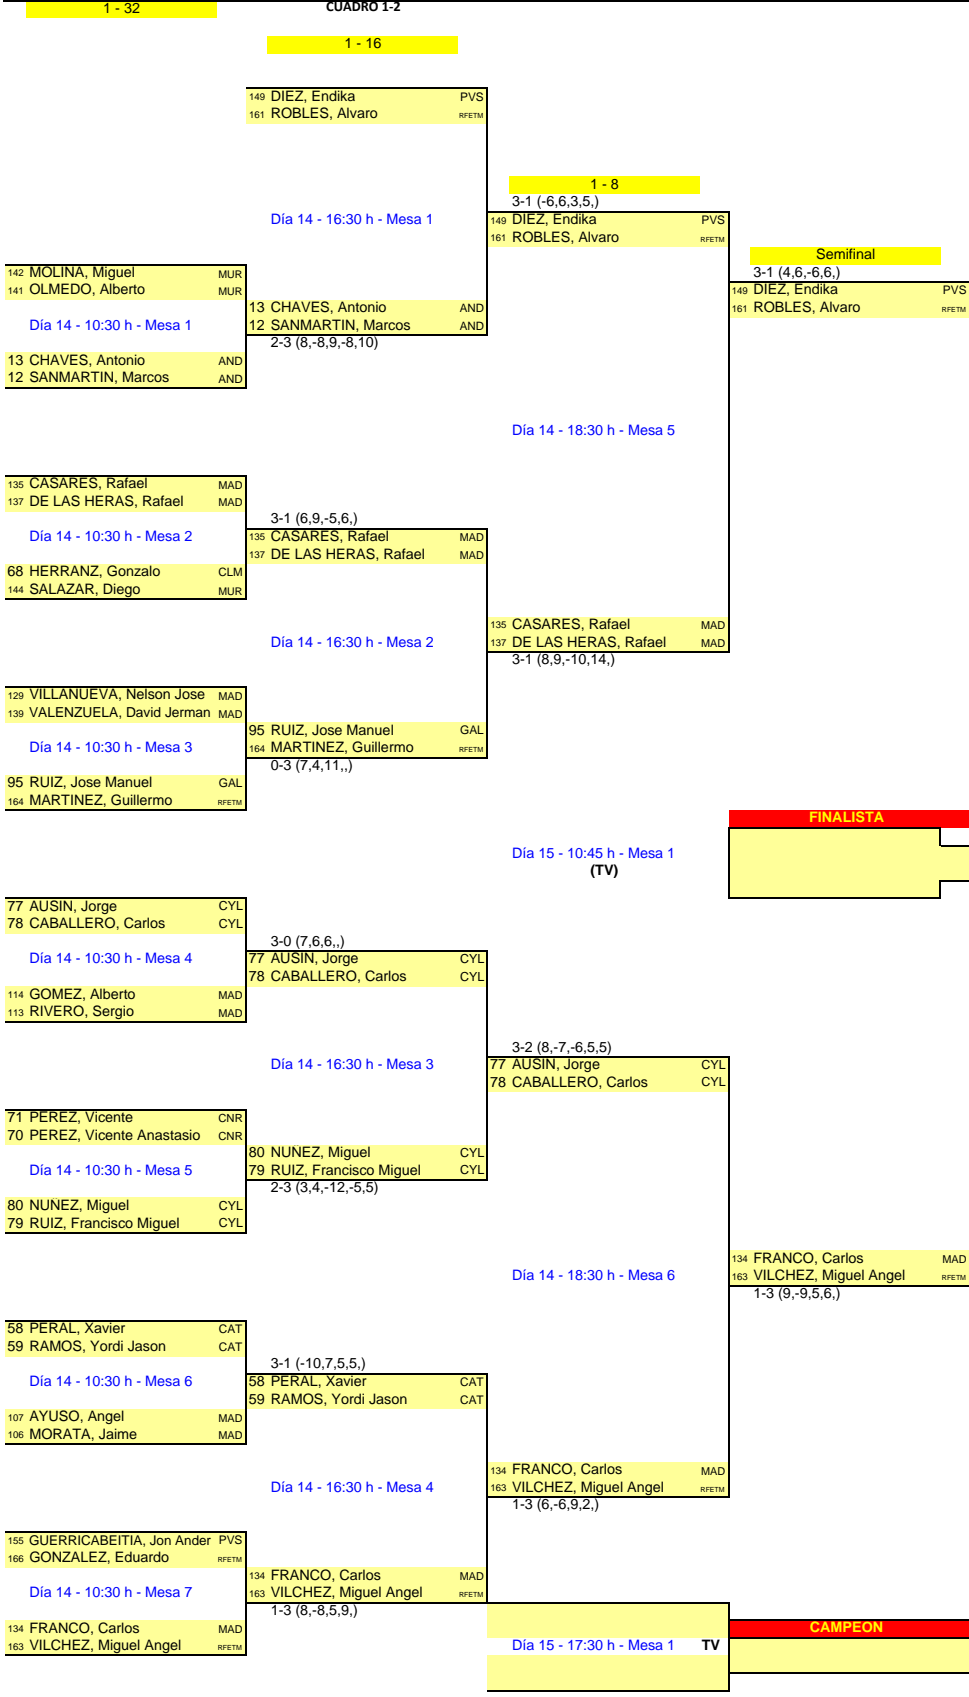 1 - 32
CUADRO 1-2
1 - 16
149 DIEZ, Endika PVS
161 ROBLES, Alvaro RFETM
1 - 8
3-1 (-6,6,3,5,)
Día 14 - 16:30 h - Mesa 1
149 DIEZ, Endika PVS
161 ROBLES, Alvaro RFETM
Semifinal
3-1 (4,6,-6,6,)
142 MOLINA, Miguel MUR
141 OLMEDO, Alberto MUR
149 DIEZ, Endika PVS
161 ROBLES, Alvaro RFETM
Día 14 - 10:30 h - Mesa 1
13 CHAVES, Antonio AND
12 SANMARTIN, Marcos AND
2-3 (8,-8,9,-8,10)
13 CHAVES, Antonio AND
12 SANMARTIN, Marcos AND
Día 14 - 18:30 h - Mesa 5
135 CASARES, Rafael MAD
137 DE LAS HERAS, Rafael MAD
3-1 (6,9,-5,6,)
Día 14 - 10:30 h - Mesa 2
135 CASARES, Rafael MAD
137 DE LAS HERAS, Rafael MAD
68 HERRANZ, Gonzalo CLM
144 SALAZAR, Diego MUR
135 CASARES, Rafael MAD
Día 14 - 16:30 h - Mesa 2
137 DE LAS HERAS, Rafael MAD
3-1 (8,9,-10,14,)
129 VILLANUEVA, Nelson Jose MAD
139 VALENZUELA, David Jerman MAD
95 RUIZ, Jose Manuel GAL
Día 14 - 10:30 h - Mesa 3
164 MARTINEZ, Guillermo RFETM
0-3 (7,4,11,,)
95 RUIZ, Jose Manuel GAL
164 MARTINEZ, Guillermo RFETM
FINALISTA
Día 15 - 10:45 h - Mesa 1
(TV)
77 AUSIN, Jorge CYL
78 CABALLERO, Carlos CYL
3-0 (7,6,6,,)
Día 14 - 10:30 h - Mesa 4
77 AUSIN, Jorge CYL
78 CABALLERO, Carlos CYL
114 GOMEZ, Alberto MAD
113 RIVERO, Sergio MAD
3-2 (8,-7,-6,5,5)
Día 14 - 16:30 h - Mesa 3
77 AUSIN, Jorge CYL
78 CABALLERO, Carlos CYL
71 PEREZ, Vicente CNR
70 PEREZ, Vicente Anastasio CNR
80 NUÑEZ, Miguel CYL
Día 14 - 10:30 h - Mesa 5
79 RUIZ, Francisco Miguel CYL
2-3 (3,4,-12,-5,5)
80 NUÑEZ, Miguel CYL
79 RUIZ, Francisco Miguel CYL
134 FRANCO, Carlos MAD
Día 14 - 18:30 h - Mesa 6
163 VILCHEZ, Miguel Angel RFETM
1-3 (9,-9,5,6,)
58 PERAL, Xavier CAT
59 RAMOS, Yordi Jason CAT
3-1 (-10,7,5,5,)
Día 14 - 10:30 h - Mesa 6
58 PERAL, Xavier CAT
59 RAMOS, Yordi Jason CAT
107 AYUSO, Angel MAD
106 MORATA, Jaime MAD
134 FRANCO, Carlos MAD
Día 14 - 16:30 h - Mesa 4
163 VILCHEZ, Miguel Angel RFETM
1-3 (6,-6,9,2,)
155 GUERRICABEITIA, Jon Ander PVS
166 GONZALEZ, Eduardo RFETM
134 FRANCO, Carlos MAD
Día 14 - 10:30 h - Mesa 7
163 VILCHEZ, Miguel Angel RFETM
1-3 (8,-8,5,9,)
134 FRANCO, Carlos MAD
163 VILCHEZ, Miguel Angel RFETM
CAMPEON
Día 15 - 17:30 h - Mesa 1 TV